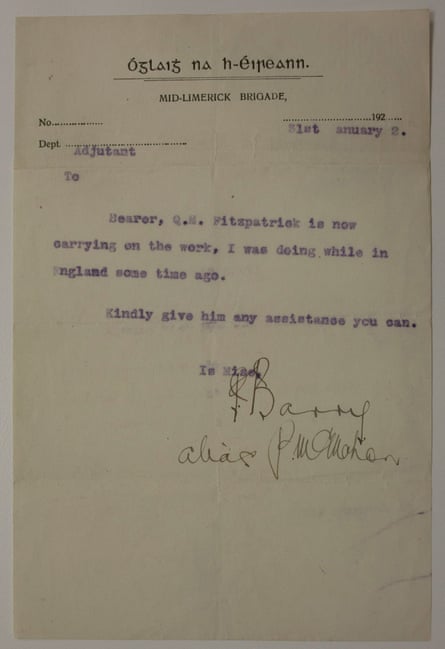 Óglaiġ na h-Éireann.
MID-LIMERICK BRIGADE,
No.................
............................192.....
31st anuary 2.
Dept.......................................
Adjutant
To
Bearer, Q.M. Fitzpatrick is now
carrying on the work, I was doing while in
England some time ago.
Kindly give him any assistance you can.
Is Mise,
F. Barry
alias P. McMahon